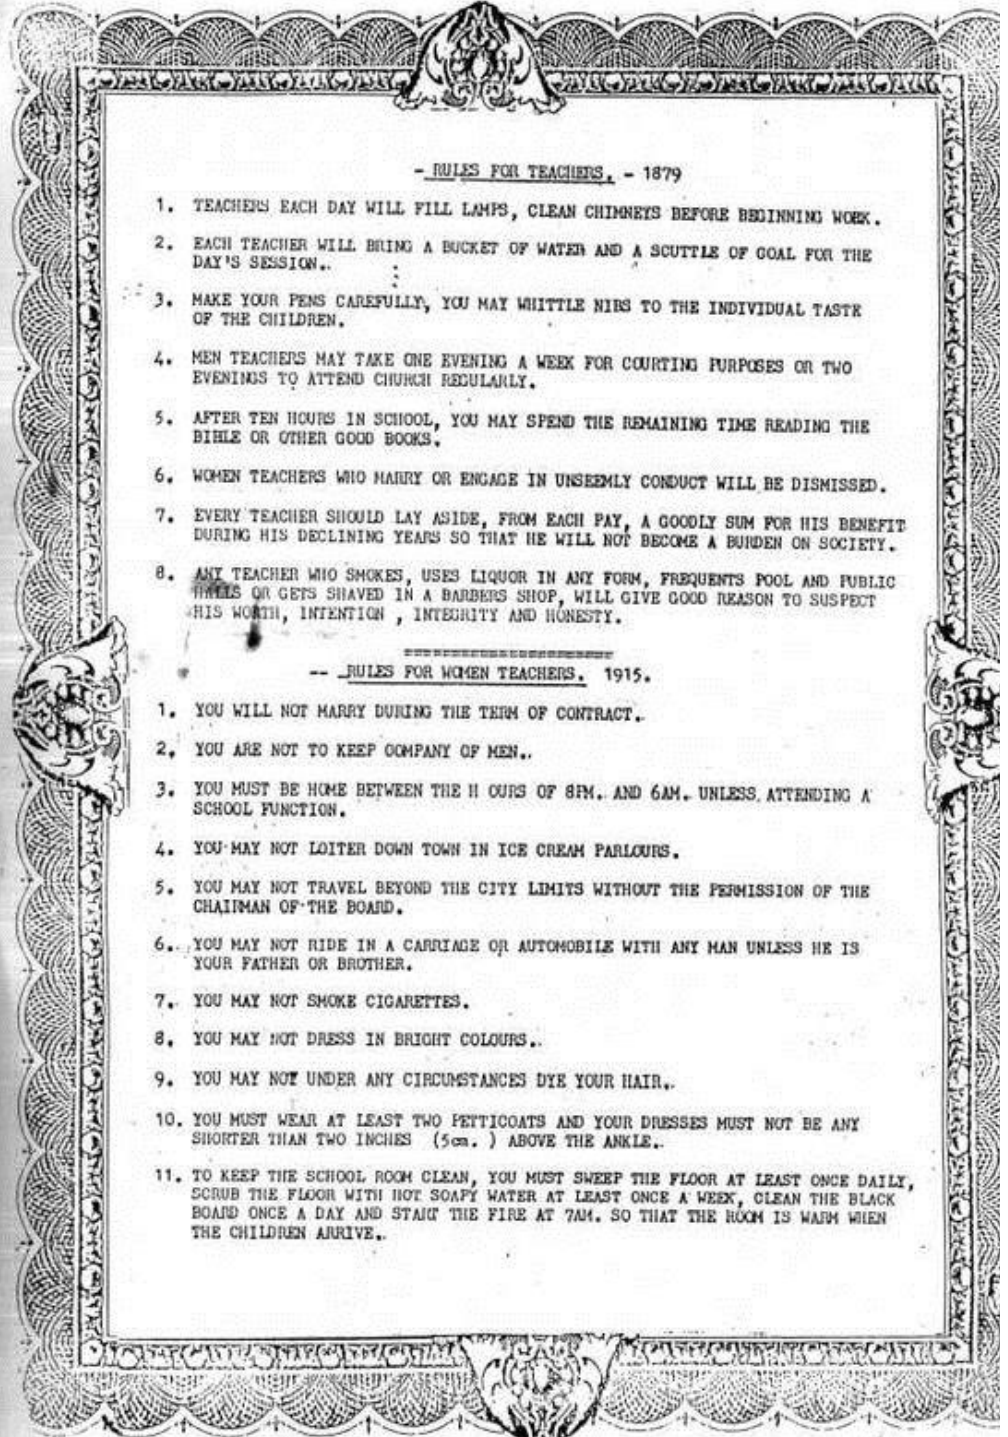 - RULES FOR TEACHERS. - 1879
1. TEACHERS EACH DAY WILL FILL LAMPS, CLEAN CHIMNEYS BEFORE BEGINNING WORK.
2. EACH TEACHER WILL BRING A BUCKET OF WATER AND A SCUTTLE OF GOAL FOR THE
DAY'S SESSION..
3. MAKE YOUR PENS CAREFULLY, YOU MAY WHITTLE NIBS TO THE INDIVIDUAL TASTE
OF THE CHILDREN.
4. MEN TEACHERS MAY TAKE ONE EVENING A WEEK FOR COURTING PURPOSES OR TWO
EVENINGS TO ATTEND CHURCH REGULARLY.
5. AFTER TEN HOURS IN SCHOOL, YOU MAY SPEND THE REMAINING TIME READING THE
BIBLE OR OTHER GOOD BOOKS.
6. WOMEN TEACHERS WHO MARRY OR ENGAGE IN UNSEEMLY CONDUCT WILL BE DISMISSED.
7. EVERY TEACHER SHOULD LAY ASIDE, FROM EACH PAY, A GOODLY SUM FOR HIS BENEFIT
DURING HIS DECLINING YEARS SO THAT HE WILL NOT BECOME A BURDEN ON SOCIETY.
8. ANY TEACHER WHO SMOKES, USES LIQUOR IN ANY FORM, FREQUENTS POOL AND PUBLIC
HALLS OR GETS SHAVED IN A BARBERS SHOP, WILL GIVE GOOD REASON TO SUSPECT
HIS WORTH, INTENTION , INTEGRITY AND HONESTY.
========================
-- RULES FOR WOMEN TEACHERS. 1915.
1. YOU WILL NOT MARRY DURING THE TERM OF CONTRACT..
2. YOU ARE NOT TO KEEP COMPANY OF MEN..
3. YOU MUST BE HOME BETWEEN THE H OURS OF 8PM. AND 6AM. UNLESS ATTENDING A
SCHOOL FUNCTION.
4. YOU MAY NOT LOITER DOWN TOWN IN ICE CREAM PARLOURS.
5. YOU MAY NOT TRAVEL BEYOND THE CITY LIMITS WITHOUT THE PERMISSION OF THE
CHAIRMAN OF THE BOARD.
6. YOU MAY NOT RIDE IN A CARRIAGE OR AUTOMOBILE WITH ANY MAN UNLESS HE IS
YOUR FATHER OR BROTHER.
7. YOU MAY NOT SMOKE CIGARETTES.
8. YOU MAY NOT DRESS IN BRIGHT COLOURS..
9. YOU MAY NOT UNDER ANY CIRCUMSTANCES DYE YOUR HAIR..
10. YOU MUST WEAR AT LEAST TWO PETTICOATS AND YOUR DRESSES MUST NOT BE ANY
SHORTER THAN TWO INCHES (5cm. ) ABOVE THE ANKLE..
11. TO KEEP THE SCHOOL ROOM CLEAN, YOU MUST SWEEP THE FLOOR AT LEAST ONCE DAILY,
SCRUB THE FLOOR WITH HOT SOAPY WATER AT LEAST ONCE A WEEK, CLEAN THE BLACK
BOARD ONCE A DAY AND START THE FIRE AT 7AM. SO THAT THE ROOM IS WARM WHEN
THE CHILDREN ARRIVE..